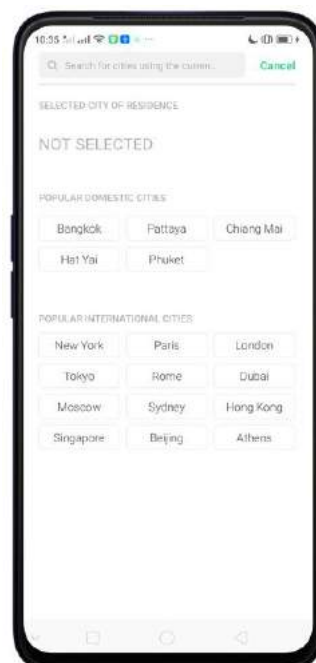 10:35
Search for cities using the curren...
Cancel
SELECTED CITY OF RESIDENCE
NOT SELECTED
POPULAR DOMESTIC CITIES
Bangkok Pattaya Chiang Mai
Hat Yai Phuket
POPULAR INTERNATIONAL CITIES
New York Paris London
Tokyo Rome Dubai
Moscow Sydney Hong Kong
Singapore Beijing Athens